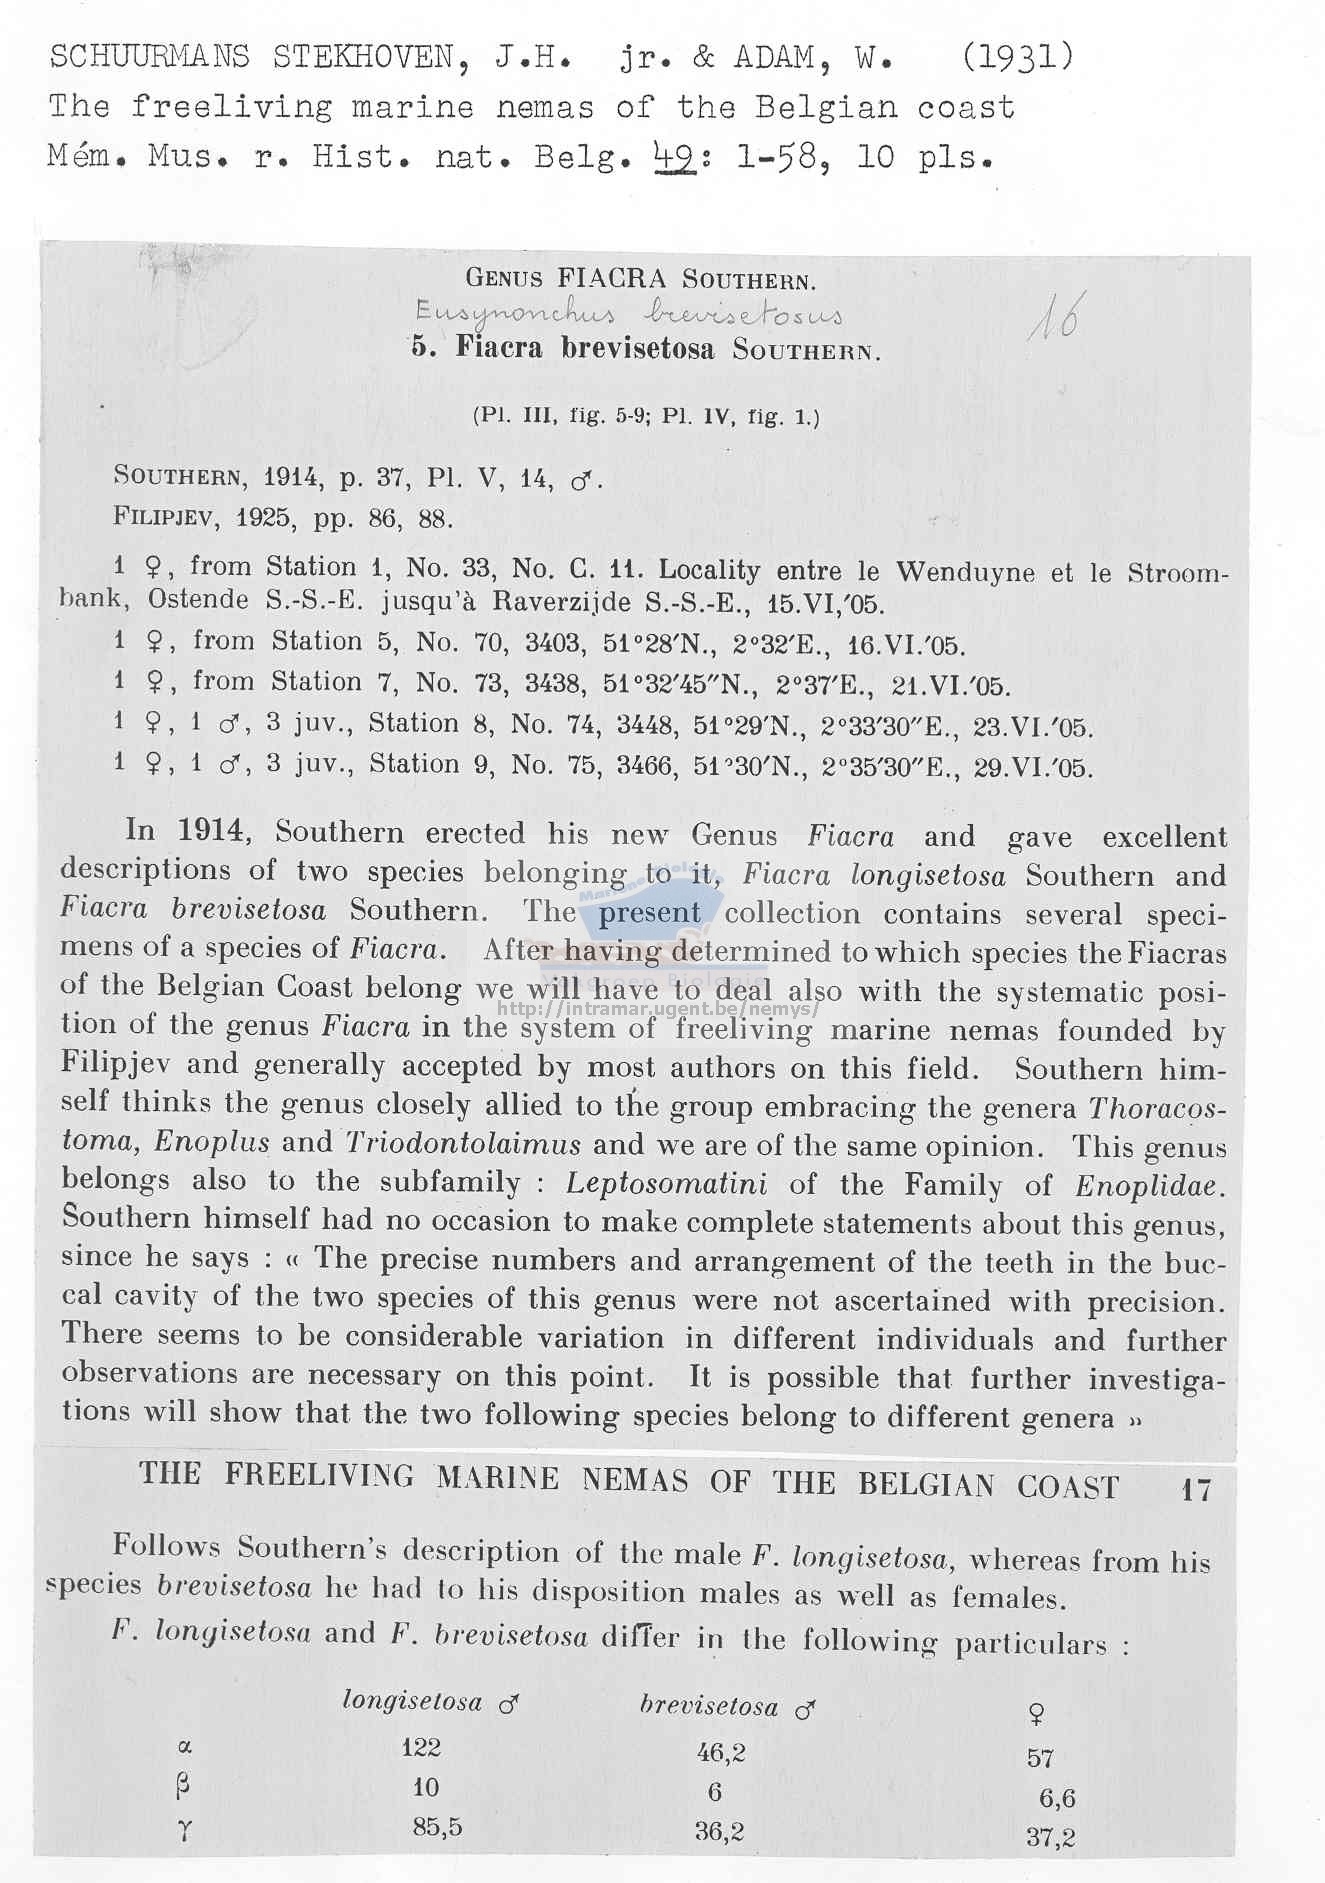 SCHUURMANS STEKHOVEN, J.H. jr. & ADAM, W. (1931)
The freeliving marine nemas of the Belgian coast
Mém. Mus. r. Hist. nat. Belg. 49: 1-58, 10 pls.
GENUS FIACRA SOUTHERN.
Eusynonchus brevisetosus
16
5. Fiacra brevisetosa SOUTHERN.
(Pl. III, fig. 5-9; Pl. IV, fig. 1.)
SOUTHERN, 1914, p. 37, Pl. V, 14, ♂.
FILIPJEV, 1925, pp. 86, 88.
1 ♀, from Station 1, No. 33, No. C. 11. Locality entre le Wenduyne et le Stroom-
bank, Ostende S.-S.-E. jusqu'à Raverzijde S.-S.-E., 15.VI,'05.
1 ♀, from Station 5, No. 70, 3403, 51°28'N., 2°32'E., 16.VI.'05.
1 ♀, from Station 7, No. 73, 3438, 51°32'45"N., 2°37'E., 21.VI.'05.
1 ♀, 1 ♂, 3 juv., Station 8, No. 74, 3448, 51°29'N., 2°33'30"E., 23.VI.'05.
1 ♀, 1 ♂, 3 juv., Station 9, No. 75, 3466, 51°30'N., 2°35'30"E., 29.VI.'05.
In 1914, Southern erected his new Genus Fiacra and gave excellent
descriptions of two species belonging to it, Fiacra longisetosa Southern and
Fiacra brevisetosa Southern. The present collection contains several speci-
mens of a species of Fiacra. After having determined to which species the Fiacras
of the Belgian Coast belong we will have to deal also with the systematic posi-
http://intramar.ugent.be/nemys/
tion of the genus Fiacra in the system of freeliving marine nemas founded by
Filipjev and generally accepted by most authors on this field. Southern him-
self thinks the genus closely allied to the group embracing the genera Thoracos-
toma, Enoplus and Triodontolaimus and we are of the same opinion. This genus
belongs also to the subfamily : Leptosomatini of the Family of Enoplidae.
Southern himself had no occasion to make complete statements about this genus,
since he says : « The precise numbers and arrangement of the teeth in the buc-
cal cavity of the two species of this genus were not ascertained with precision.
There seems to be considerable variation in different individuals and further
observations are necessary on this point. It is possible that further investiga-
tions will show that the two following species belong to different genera »
THE FREELIVING MARINE NEMAS OF THE BELGIAN COAST 17
Follows Southern's description of the male F. longisetosa, whereas from his
species brevisetosa he had to his disposition males as well as females.
F. longisetosa and F. brevisetosa differ in the following particulars :
longisetosa ♂ brevisetosa ♂ ♀
α 122 46,2 57
β 10 6 6,6
γ 85,5 36,2 37,2